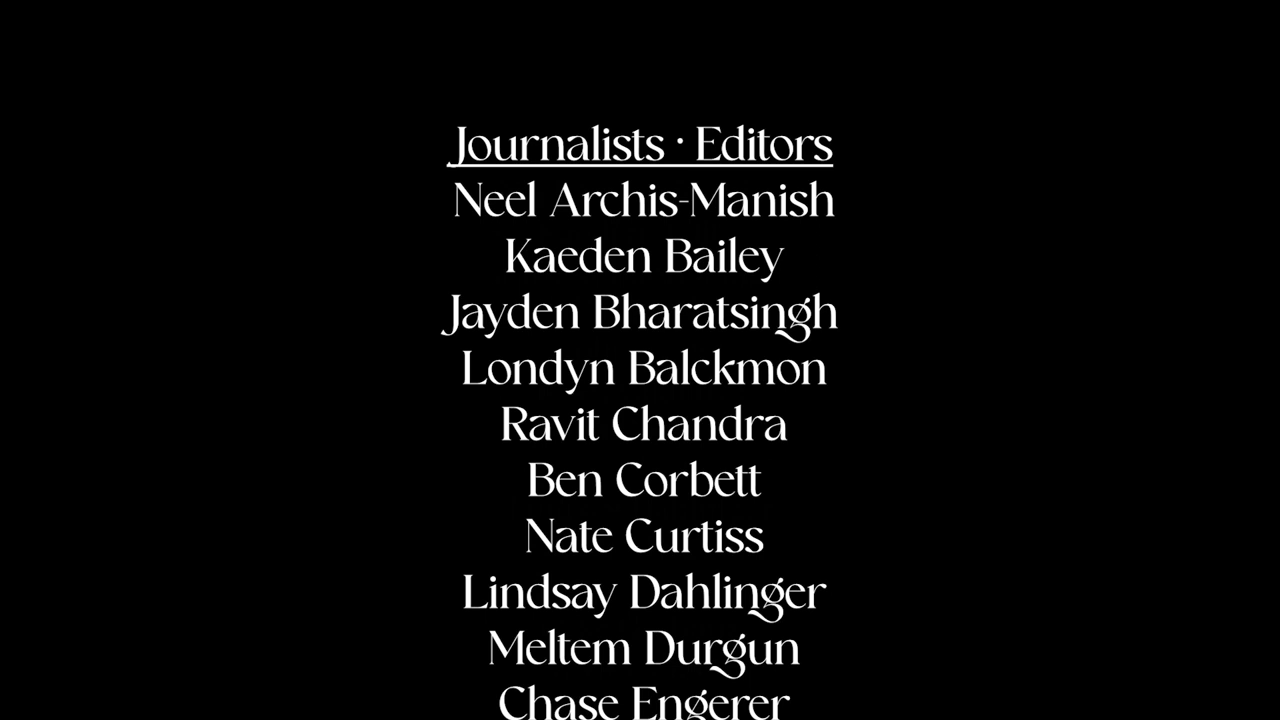 Journalists · Editors
Neel Archis-Manish
Kaeden Bailey
Jayden Bharatsingh
Londyn Balckmon
Ravit Chandra
Ben Corbett
Nate Curtiss
Lindsay Dahlinger
Meltem Durgun
Chase Engerer